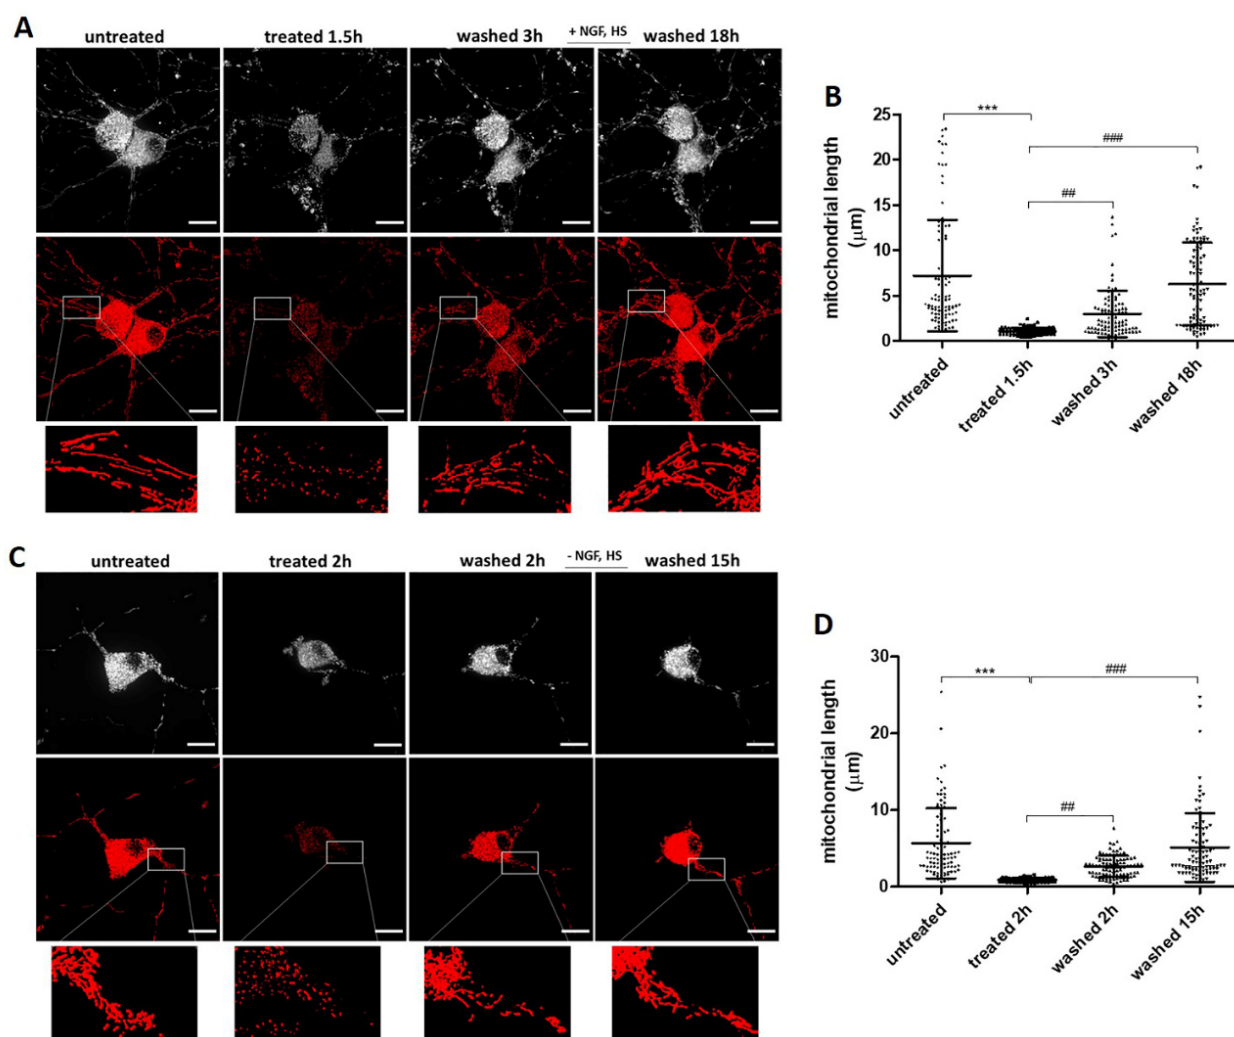 A
untreated
treated 1.5h
washed 3h
+ NGF, HS
washed 18h
B
25
20
15
10
5
0
mitochondrial length
(μm)
***
###
##
untreated
treated 1.5h
washed 3h
washed 18h
C
untreated
treated 2h
washed 2h
- NGF, HS
washed 15h
D
30
20
10
0
mitochondrial length
(μm)
***
###
##
untreated
treated 2h
washed 2h
washed 15h